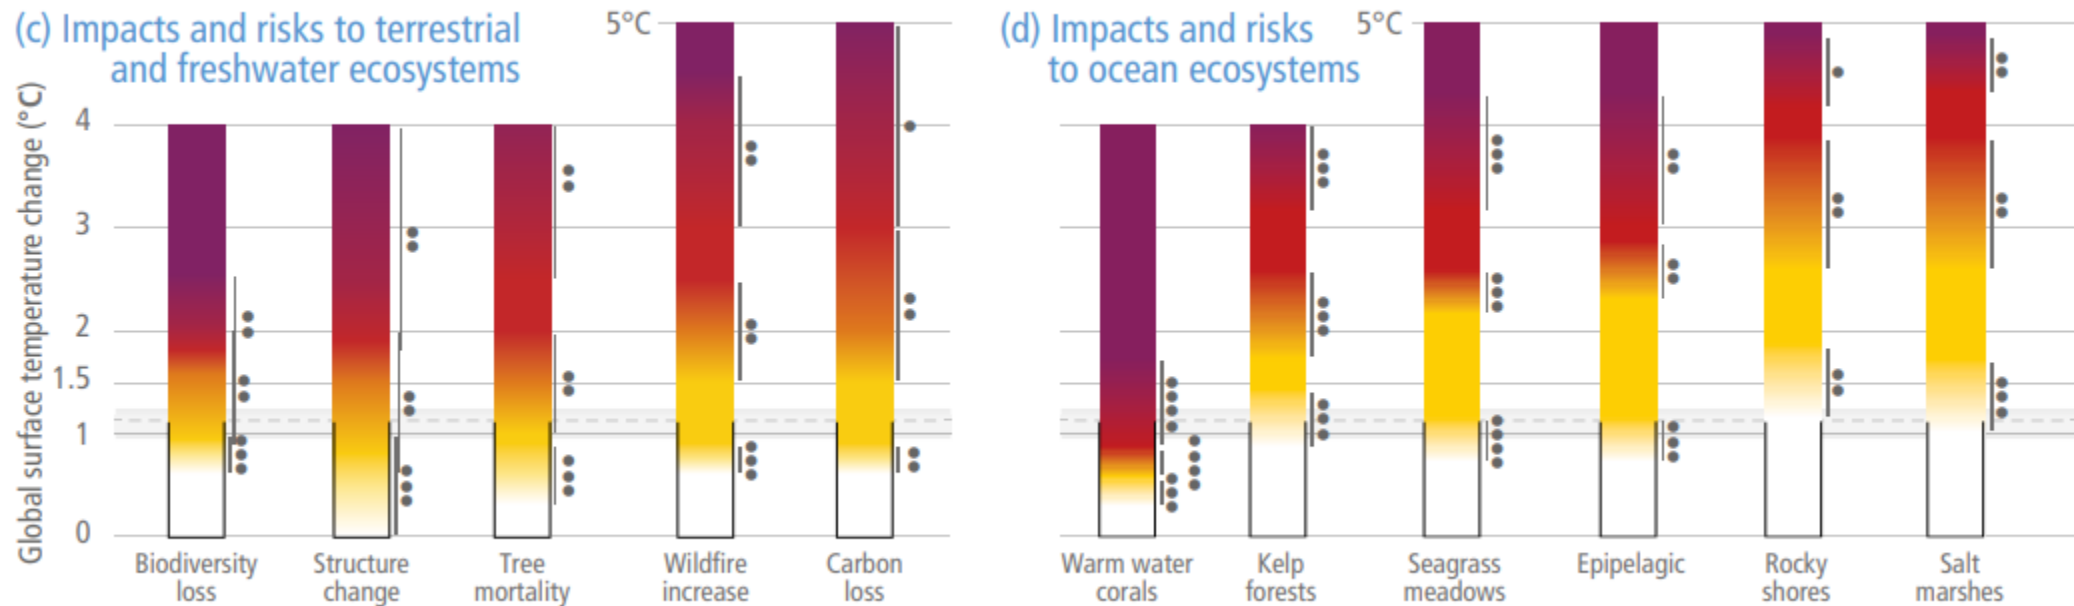 (c) Impacts and risks to terrestrial
and freshwater ecosystems
Global surface temperature change (°C)
5°C
4
3
2
1.5
1
0
Biodiversity
loss
Structure
change
Tree
mortality
Wildfire
increase
Carbon
loss
(d) Impacts and risks
to ocean ecosystems
5°C
Warm water
corals
Kelp
forests
Seagrass
meadows
Epipelagic
Rocky
shores
Salt
marshes